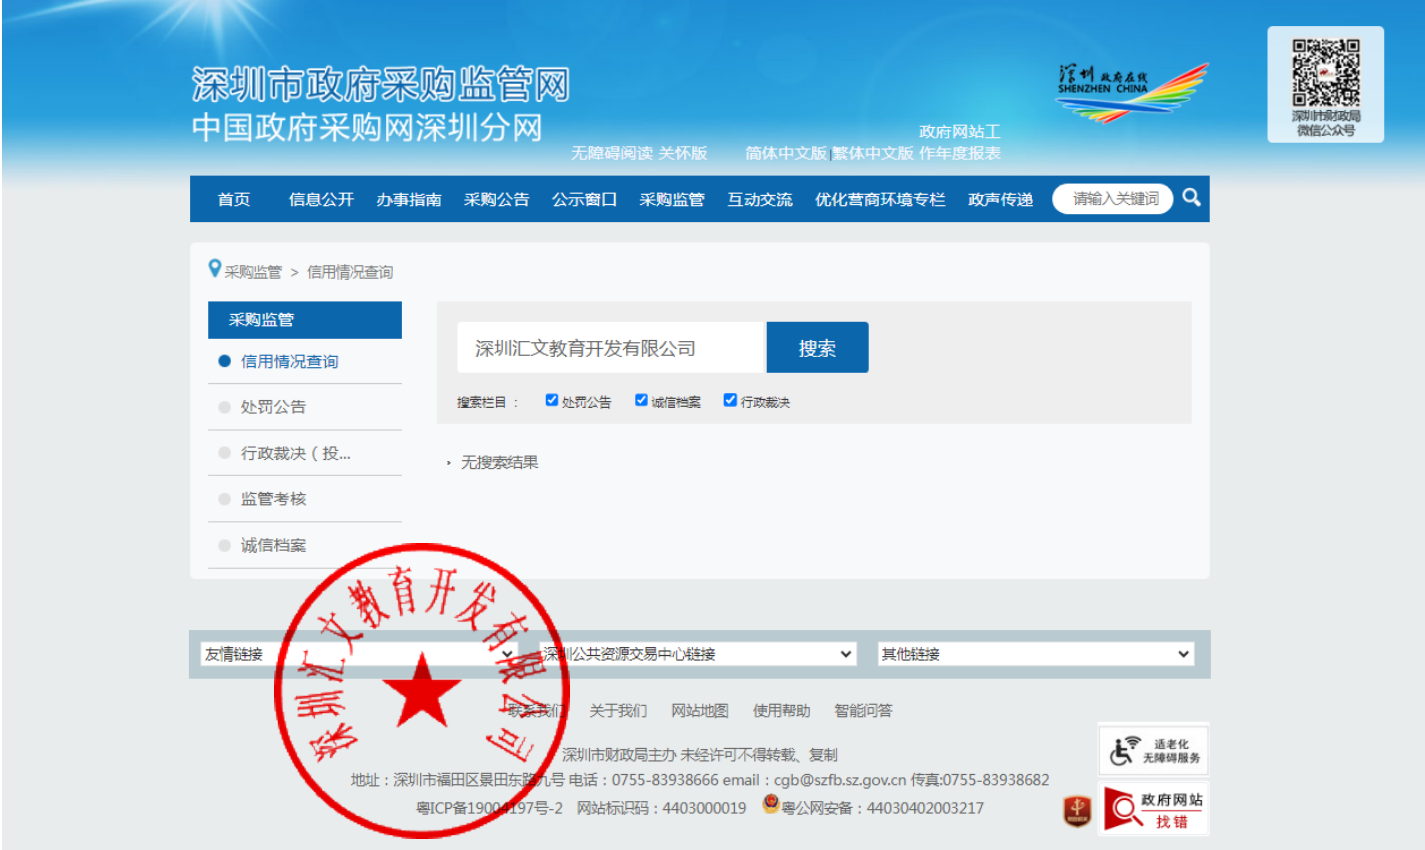 深圳市政府采购监管网
中国政府采购网深圳分网
无障碍阅读 关怀版
简体中文版|繁体中文版
政府网站工
作年度报表
深圳 政府在线
SHENZHEN CHINA
深圳市财政局
微信公众号
首页 信息公开 办事指南 采购公告 公示窗口 采购监管 互动交流 优化营商环境专栏 政声传递 请输入关键词
采购监管 > 信用情况查询
采购监管
信用情况查询
处罚公告
行政裁决（投...
监管考核
诚信档案
深圳汇文教育开发有限公司 搜索
搜索栏目： 处罚公告 诚信档案 行政裁决
无搜索结果
深圳汇文教育开发有限公司
友情链接 深圳公共资源交易中心链接 其他链接
联系我们 关于我们 网站地图 使用帮助 智能问答
深圳市财政局主办 未经许可不得转载、复制
地址：深圳市福田区景田东路九号 电话：0755-83938666 email：cgb@szfb.sz.gov.cn 传真:0755-83938682
粤ICP备19004197号-2 网站标识码：4403000019 粤公网安备：44030402003217
适老化
无障碍服务
政府网站
找错